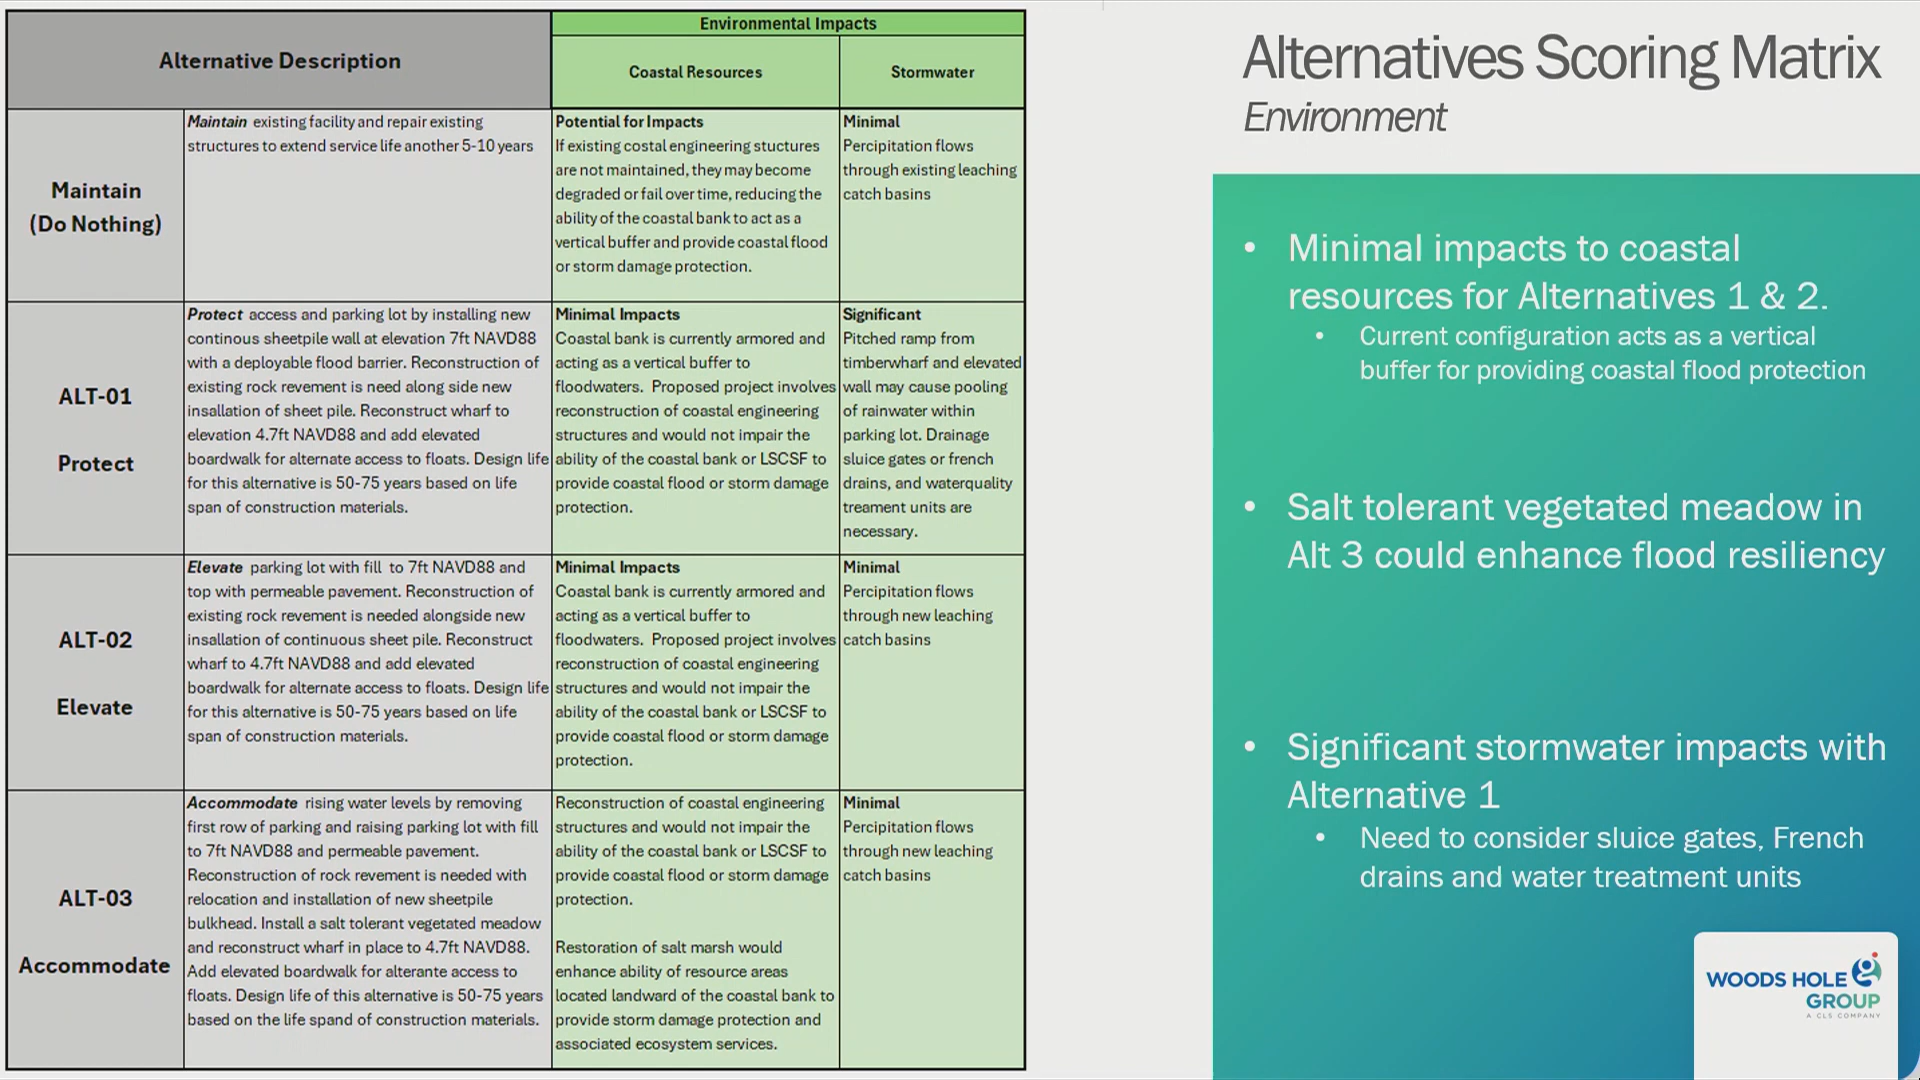 Alternative Description
Environmental Impacts
Coastal Resources
Stormwater
Maintain
(Do Nothing)
Maintain existing facility and repair existing
structures to extend service life another 5-10 years
Potential for Impacts
If existing costal engineering stuctures
are not maintained, they may become
degraded or fail over time, reducing the
ability of the coastal bank to act as a
vertical buffer and provide coastal flood
or storm damage protection.
Minimal
Percipitation flows
through existing leaching
catch basins
ALT-01
Protect
Protect access and parking lot by installing new
continous sheetpile wall at elevation 7ft NAVD88
with a deployable flood barrier. Reconstruction of
existing rock revement is need along side new
insallation of sheet pile. Reconstruct wharf to
elevation 4.7ft NAVD88 and add elevated
boardwalk for alternate access to floats. Design life
for this alternative is 50-75 years based on life
span of construction materials.
Minimal Impacts
Coastal bank is currently armored and
acting as a vertical buffer to
floodwaters. Proposed project involves
reconstruction of coastal engineering
structures and would not impair the
ability of the coastal bank or LSCSF to
provide coastal flood or storm damage
protection.
Significant
Pitched ramp from
timberwharf and elevated
wall may cause pooling
of rainwater within
parking lot. Drainage
sluice gates or french
drains, and waterquality
treament units are
necessary.
ALT-02
Elevate
Elevate parking lot with fill to 7ft NAVD88 and
top with permeable pavement. Reconstruction of
existing rock revement is needed alongside new
insallation of continuous sheet pile. Reconstruct
wharf to 4.7ft NAVD88 and add elevated
boardwalk for alternate access to floats. Design life
for this alternative is 50-75 years based on life
span of construction materials.
Minimal Impacts
Coastal bank is currently armored and
acting as a vertical buffer to
floodwaters. Proposed project involves
reconstruction of coastal engineering
structures and would not impair the
ability of the coastal bank or LSCSF to
provide coastal flood or storm damage
protection.
Minimal
Percipitation flows
through new leaching
catch basins
ALT-03
Accommodate
Accommodate rising water levels by removing
first row of parking and raising parking lot with fill
to 7ft NAVD88 and permeable pavement.
Reconstruction of rock revement is needed with
relocation and installation of new sheetpile
bulkhead. Install a salt tolerant vegetated meadow
and reconstruct wharf in place to 4.7ft NAVD88.
Add elevated boardwalk for alterante access to
floats. Design life of this alternative is 50-75 years
based on the life spand of construction materials.
Reconstruction of coastal engineering
structures and would not impair the
ability of the coastal bank or LSCSF to
provide coastal flood or storm damage
protection.
Restoration of salt marsh would
enhance ability of resource areas
located landward of the coastal bank to
provide storm damage protection and
associated ecosystem services.
Minimal
Percipitation flows
through new leaching
catch basins
Alternatives Scoring Matrix
Environment
• Minimal impacts to coastal
resources for Alternatives 1 & 2.
• Current configuration acts as a vertical
buffer for providing coastal flood protection
• Salt tolerant vegetated meadow in
Alt 3 could enhance flood resiliency
• Significant stormwater impacts with
Alternative 1
• Need to consider sluice gates, French
drains and water treatment units
WOODS HOLE
GROUP
A CLS COMPANY